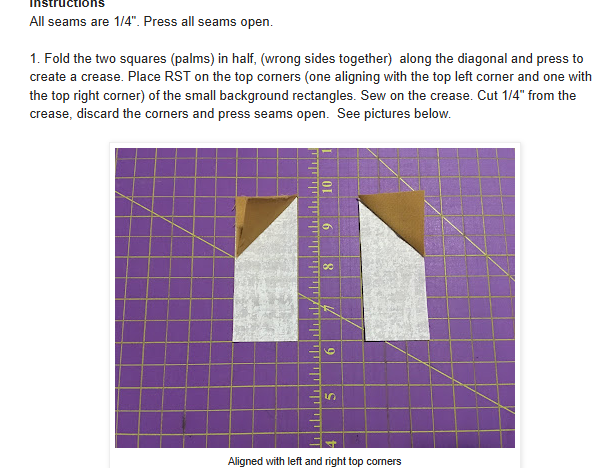 Instructions
All seams are 1/4". Press all seams open.
1. Fold the two squares (palms) in half, (wrong sides together)  along the diagonal and press to
create a crease. Place RST on the top corners (one aligning with the top left corner and one with
the top right corner) of the small background rectangles. Sew on the crease. Cut 1/4" from the
crease, discard the corners and press seams open.  See pictures below.
10
9
8
7
6
5
4
Aligned with left and right top corners